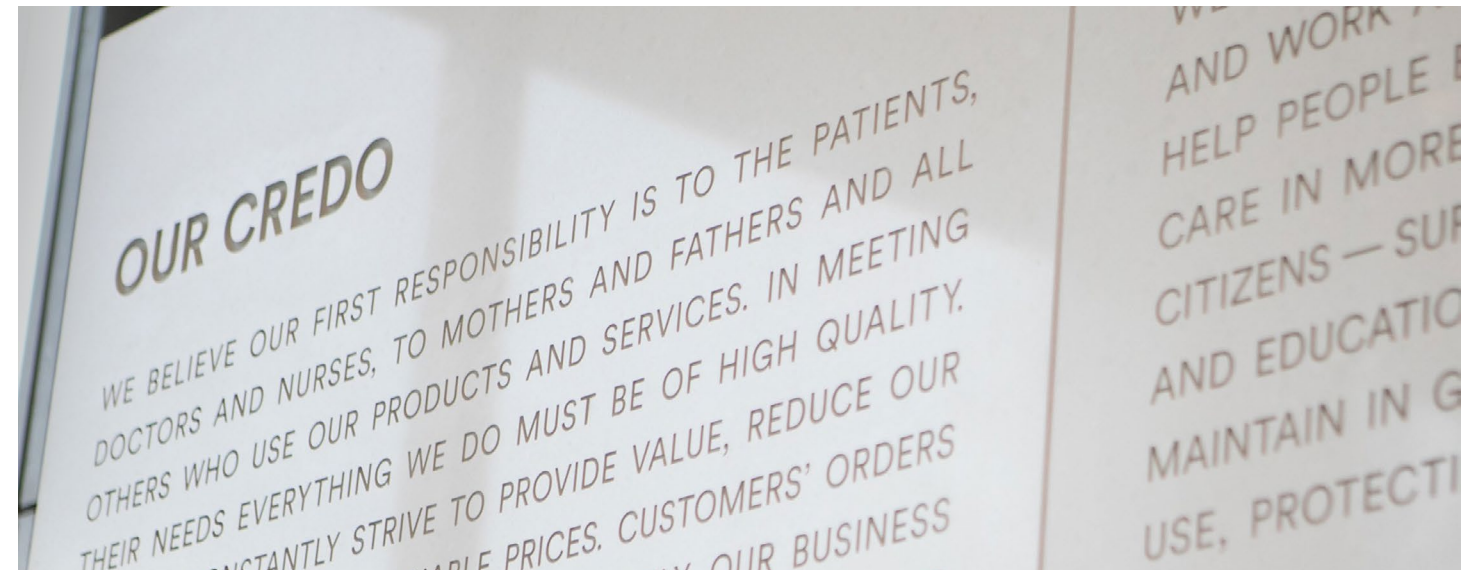 OUR CREDO
WE BELIEVE OUR FIRST RESPONSIBILITY IS TO THE PATIENTS,
DOCTORS AND NURSES, TO MOTHERS AND FATHERS AND ALL
OTHERS WHO USE OUR PRODUCTS AND SERVICES. IN MEETING
THEIR NEEDS EVERYTHING WE DO MUST BE OF HIGH QUALITY.
STRIVE TO PROVIDE VALUE, REDUCE OUR
PRICES. CUSTOMERS’ ORDERS
OUR BUSINESS
AND WORK
HELP PEOPLE
CARE IN MORE
CITIZENS —
AND
MAINTAIN IN
USE,